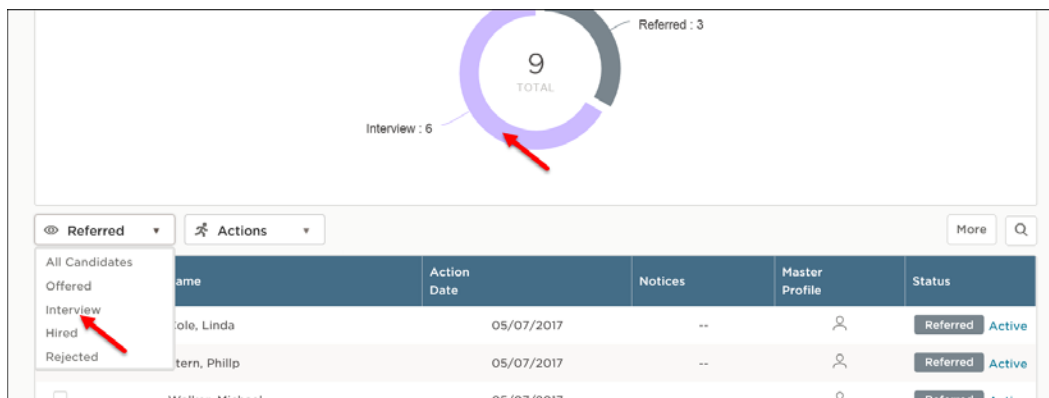 Referred : 3
9
TOTAL
Interview : 6
Referred
Actions
More
All Candidates
Offered
Interview
Hired
Rejected
ame
Action
Date
Notices
Master
Profile
Status
ole, Linda
05/07/2017
--
Referred
Active
tern, Phillp
05/07/2017
--
Referred
Active